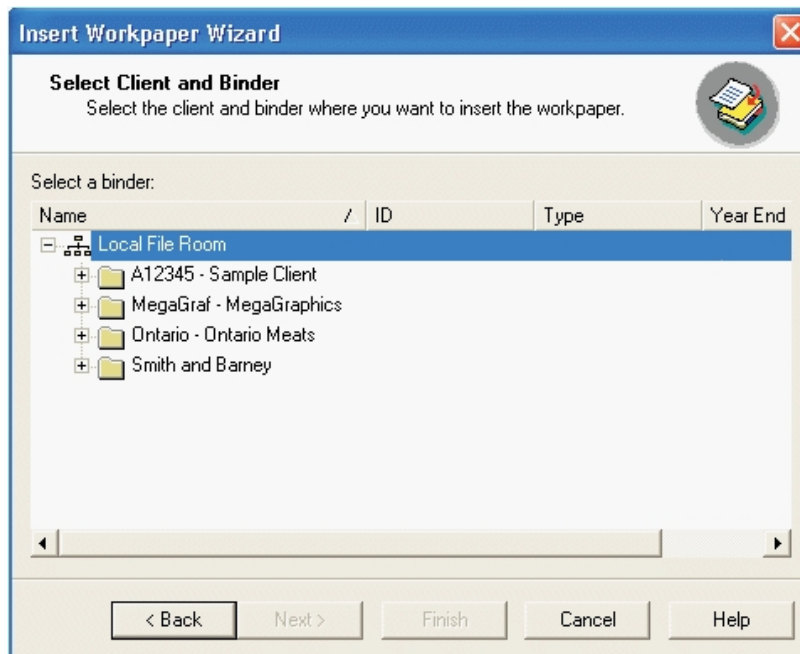 Insert Workpaper Wizard
Select Client and Binder
Select the client and binder where you want to insert the workpaper.
Select a binder:
Name / ID Type Year End
Local File Room
A12345 - Sample Client
MegaGraf - MegaGraphics
Ontario - Ontario Meats
Smith and Barney
< Back Next > Finish Cancel Help